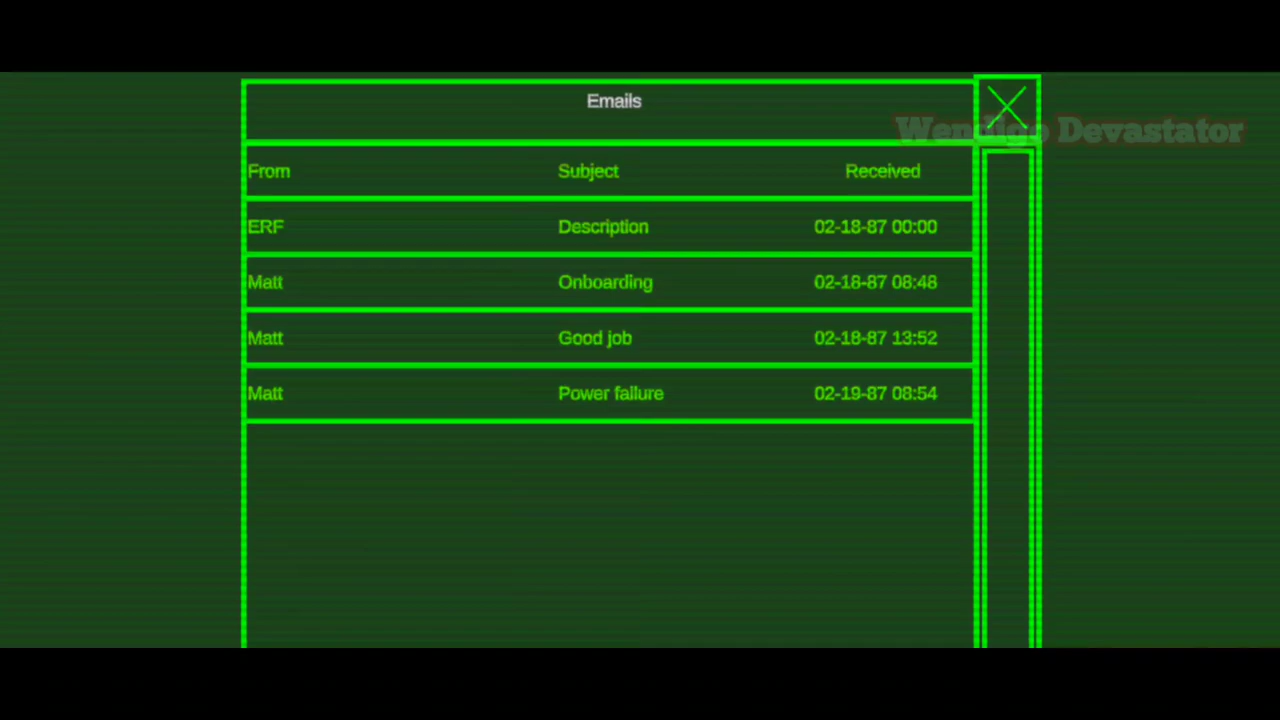 Emails
Wendigo Devastator
From Subject Received
ERF Description 02-18-87 00:00
Matt Onboarding 02-18-87 08:48
Matt Good job 02-18-87 13:52
Matt Power failure 02-19-87 08:54